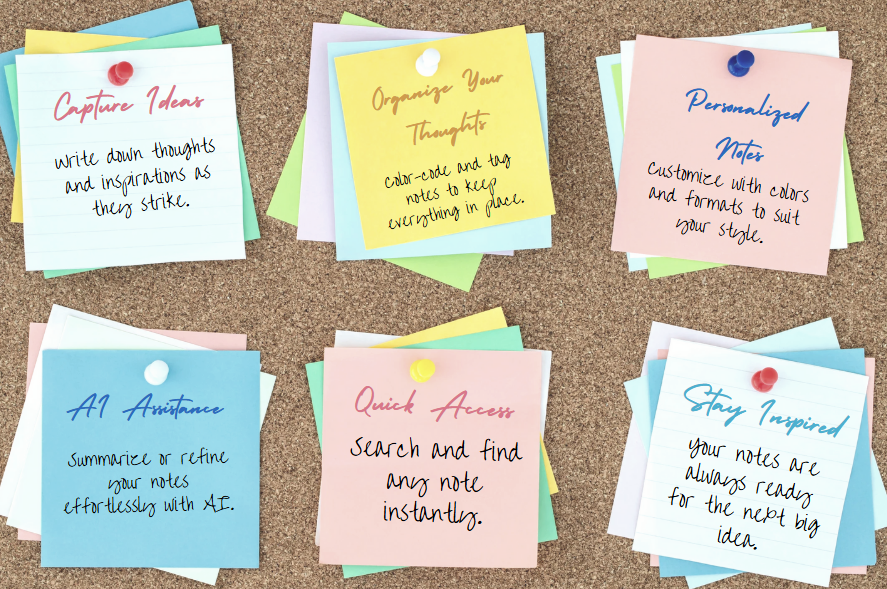 Capture Ideas
Write down thoughts
and inspirations as
they strike.
Organize Your
Thoughts
Color-code and tag
notes to keep
everything in place.
Personalized
Notes
Customize with colors
and formats to suit
your style.
AI Assistance
Summarize or refine
your notes
effortlessly with AI.
Quick Access
Search and find
any note
instantly.
Stay Inspired
Your notes are
always ready
for the next big
idea.